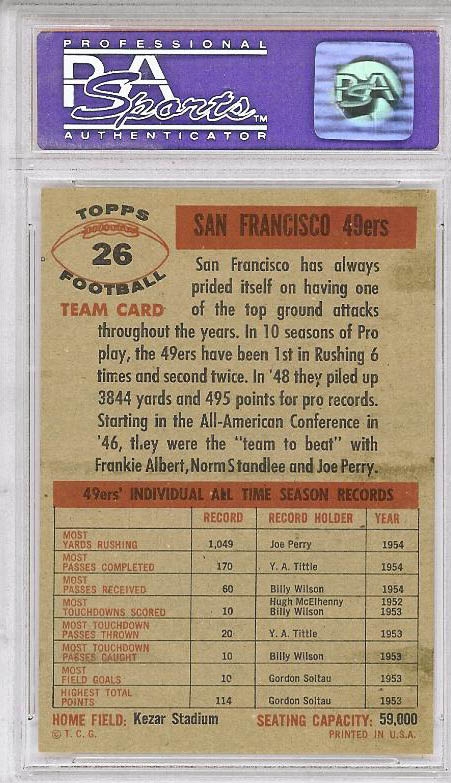 PROFESSIONAL
PSA
Sports™
AUTHENTICATOR
PSA
TOPPS
26
FOOTBALL
TEAM CARD
SAN FRANCISCO 49ers
San Francisco has always
prided itself on having one
of the top ground attacks
throughout the years. In 10 seasons of Pro
play, the 49ers have been 1st in Rushing 6
times and second twice. In '48 they piled up
3844 yards and 495 points for pro records.
Starting in the All-American Conference in
'46, they were the "team to beat" with
Frankie Albert, Norm Standlee and Joe Perry.
49ers' INDIVIDUAL ALL TIME SEASON RECORDS
RECORD RECORD HOLDER YEAR
MOST
YARDS RUSHING 1,049 Joe Perry 1954
MOST
PASSES COMPLETED 170 Y. A. Tittle 1954
MOST
PASSES RECEIVED 60 Billy Wilson 1954
MOST Hugh McElhenny 1952
TOUCHDOWNS SCORED 10 Billy Wilson 1953
MOST TOUCHDOWN
PASSES THROWN 20 Y. A. Tittle 1953
MOST TOUCHDOWN
PASSES CAUGHT 10 Billy Wilson 1953
MOST
FIELD GOALS 10 Gordon Soltau 1953
HIGHEST TOTAL
POINTS 114 Gordon Soltau 1953
HOME FIELD: Kezar Stadium SEATING CAPACITY: 59,000
© T. C. G. PRINTED IN U.S.A.